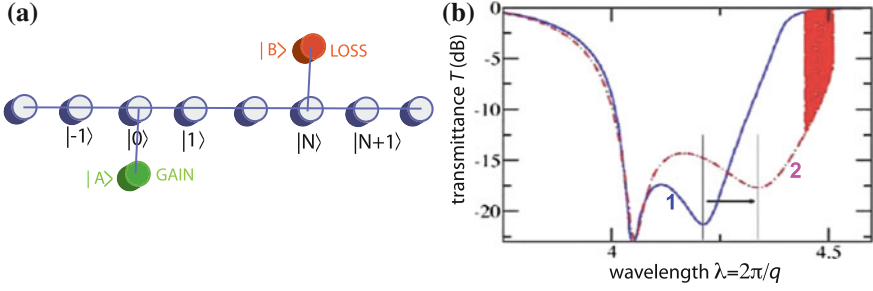 (a)
|B⟩ LOSS
|-1⟩ |0⟩ |1⟩ |N⟩ |N+1⟩
|A⟩ GAIN
(b)
transmittance T (dB)
0
-5
-10
-15
-20
1
2
4
4.5
wavelength λ=2π/q